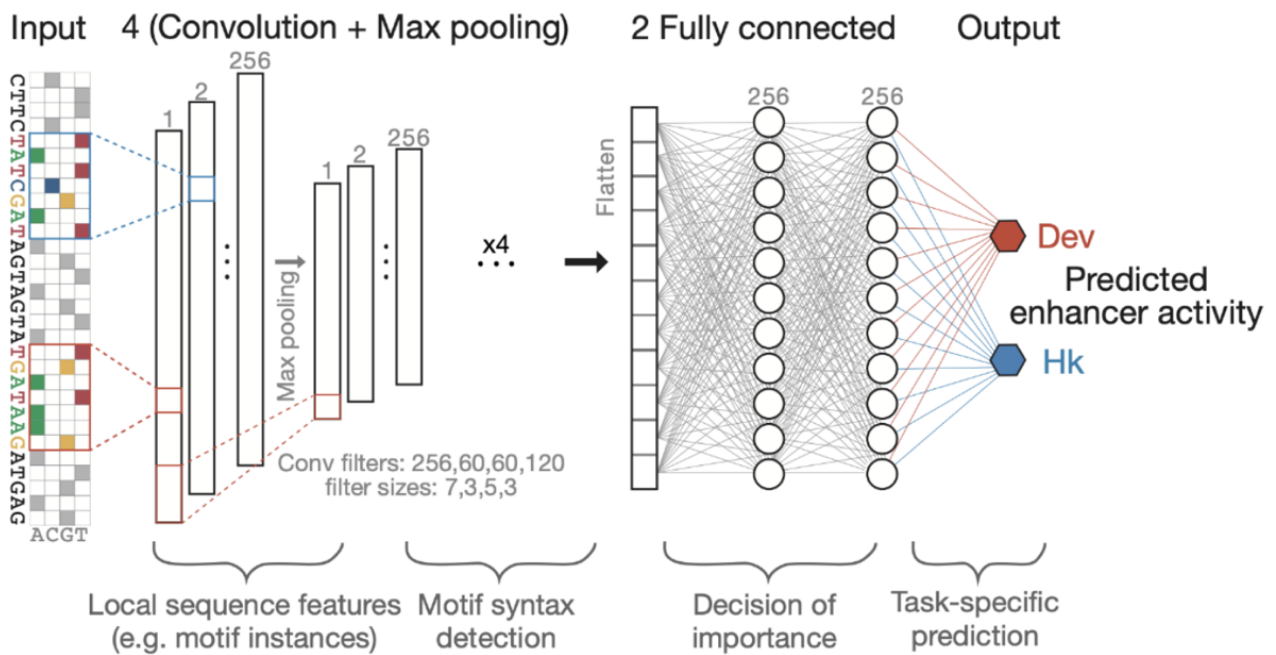 Input
4 (Convolution + Max pooling)
2 Fully connected
Output
CTTCTATCGATAGTAGTATGATAAGATGAG
ACGT
1
2
256
Max pooling
1
2
256
x4
Conv filters: 256,60,60,120
filter sizes: 7,3,5,3
Flatten
256
256
Dev
Predicted
enhancer activity
Hk
Local sequence features
(e.g. motif instances)
Motif syntax
detection
Decision of
importance
Task-specific
prediction